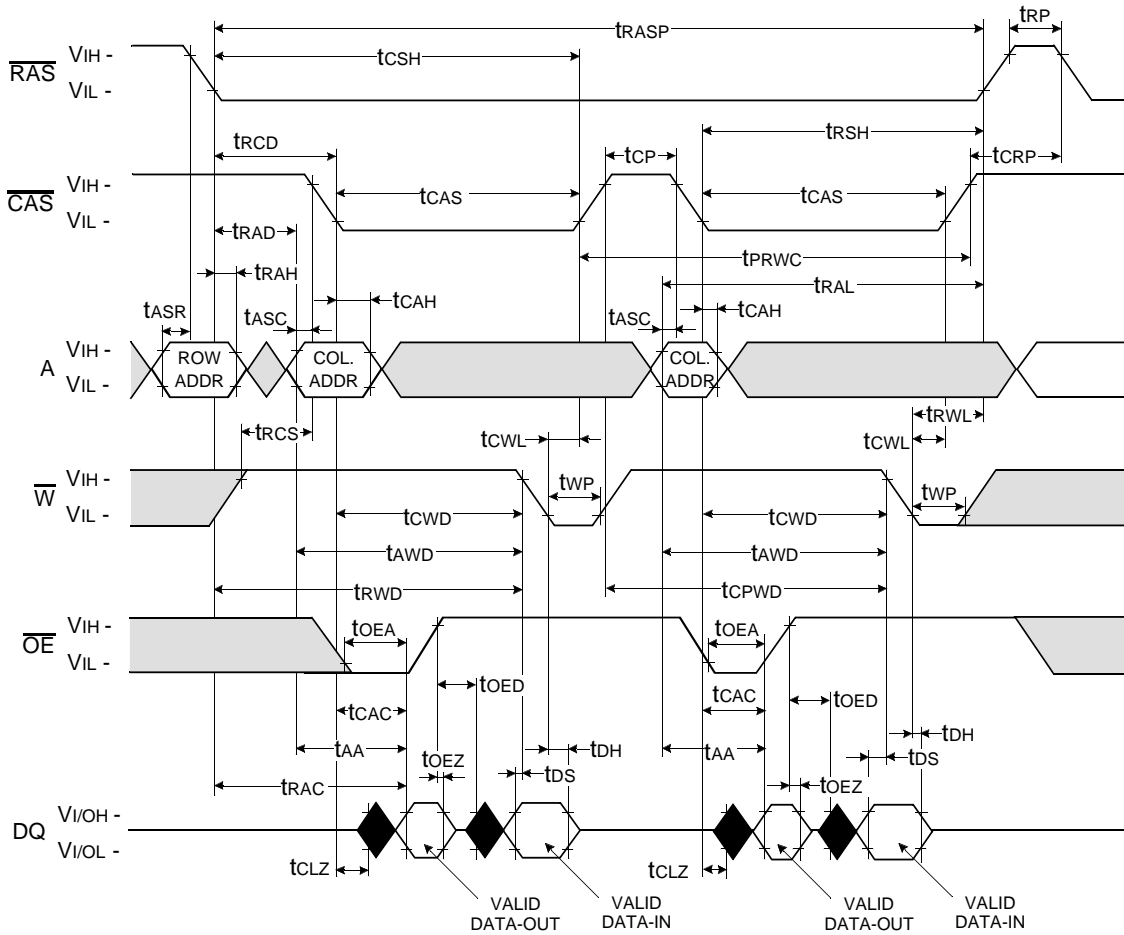 tRASP
tRP
tCSH
RAS
VIH -
VIL -
tRSH
tRCD
tCP
tCRP
CAS
VIH -
VIL -
tCAS
tCAS
tRAD
tPRWC
tRAH
tRAL
tASR
tASC
tCAH
tASC
tCAH
A
VIH -
VIL -
ROW
ADDR
COL.
ADDR
COL.
ADDR
tRWL
tRCS
tCWL
tCWL
W
VIH -
VIL -
tWP
tWP
tCWD
tCWD
tAWD
tAWD
tRWD
tCPWD
OE
VIH -
VIL -
tOEA
tOEA
tOED
tOED
tCAC
tCAC
tAA
tDH
tAA
tDH
tOEZ
tDS
tOEZ
tDS
tRAC
DQ
VI/OH -
VI/OL -
tCLZ
tCLZ
VALID
DATA-OUT
VALID
DATA-IN
VALID
DATA-OUT
VALID
DATA-IN